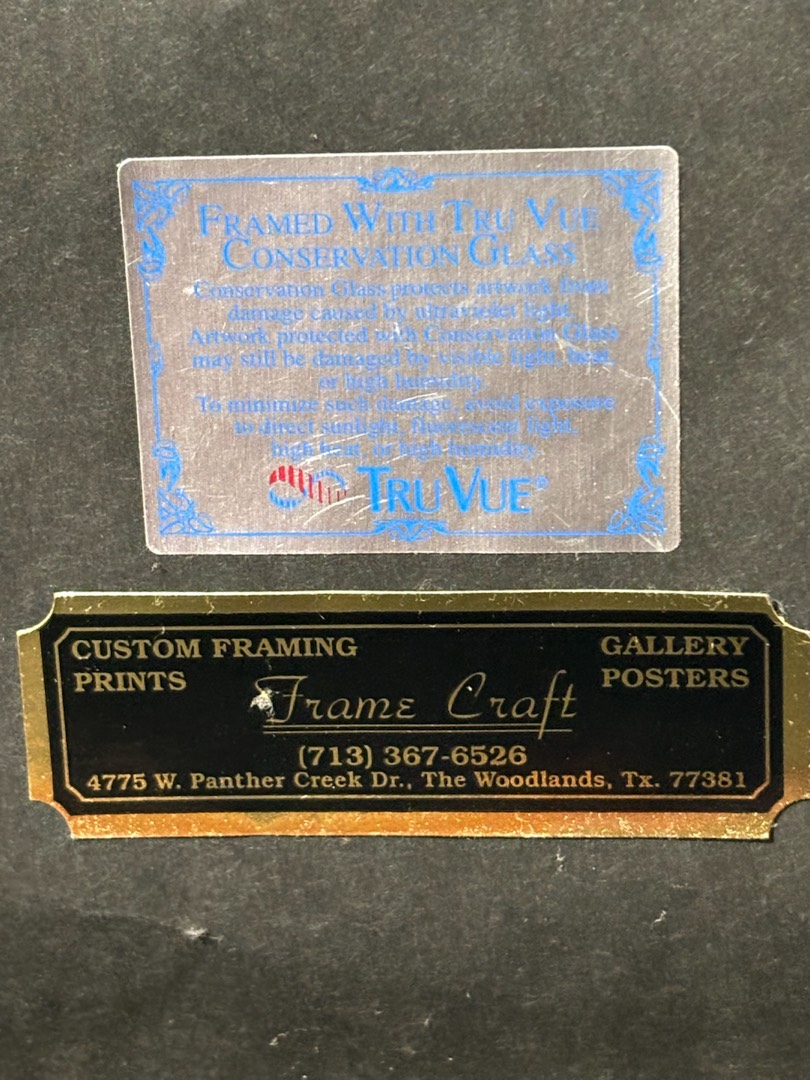 FRAMED WITH TRU VUE
CONSERVATION GLASS
Conservation Glass protects artwork from
damage caused by ultraviolet light.
Artwork protected with Conservation Glass
may still be damaged by visible light, heat,
or high humidity.
To minimize such damage, avoid exposure
to direct sunlight, fluorescent light,
high heat, or high humidity.
TRU VUE®
CUSTOM FRAMING GALLERY
PRINTS POSTERS
Frame Craft
(713) 367-6526
4775 W. Panther Creek Dr., The Woodlands, Tx. 77381